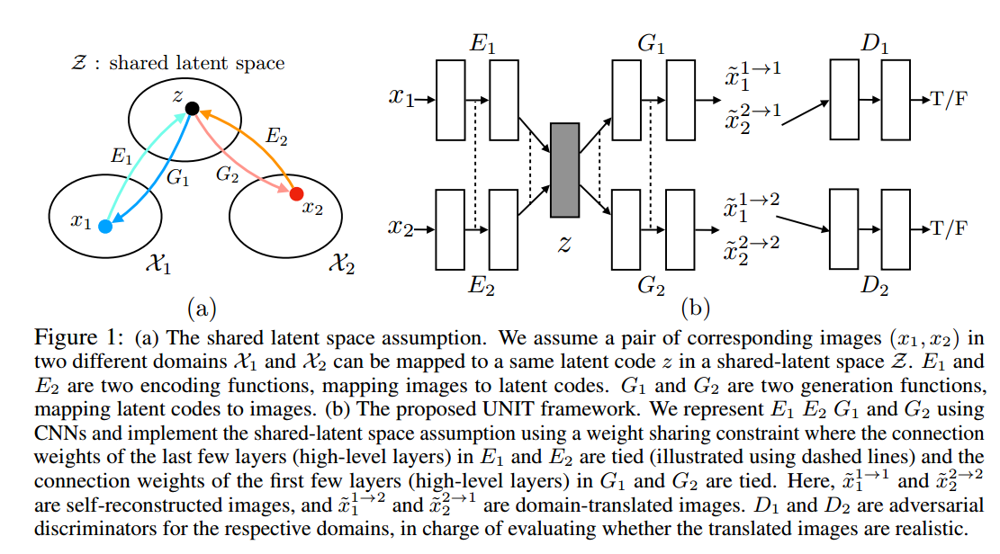 𝒵 : shared latent space
z
E₁
G₁
G₂
E₂
x₁
x₂
𝒳₁
𝒳₂
(a)
E₁
G₁
D₁
x₁
x̃₁^{1→1}
x̃₂^{2→1}
T/F
z
x₂
x̃₁^{1→2}
x̃₂^{2→2}
T/F
E₂
G₂
D₂
(b)
Figure 1: (a) The shared latent space assumption. We assume a pair of corresponding images (x₁, x₂) in
two different domains 𝒳₁ and 𝒳₂ can be mapped to a same latent code z in a shared-latent space 𝒵. E₁ and
E₂ are two encoding functions, mapping images to latent codes. G₁ and G₂ are two generation functions,
mapping latent codes to images. (b) The proposed UNIT framework. We represent E₁ E₂ G₁ and G₂ using
CNNs and implement the shared-latent space assumption using a weight sharing constraint where the connection
weights of the last few layers (high-level layers) in E₁ and E₂ are tied (illustrated using dashed lines) and the
connection weights of the first few layers (high-level layers) in G₁ and G₂ are tied. Here, x̃₁^{1→1} and x̃₂^{2→2}
are self-reconstructed images, and x̃₁^{1→2} and x̃₂^{2→1} are domain-translated images. D₁ and D₂ are adversarial
discriminators for the respective domains, in charge of evaluating whether the translated images are realistic.